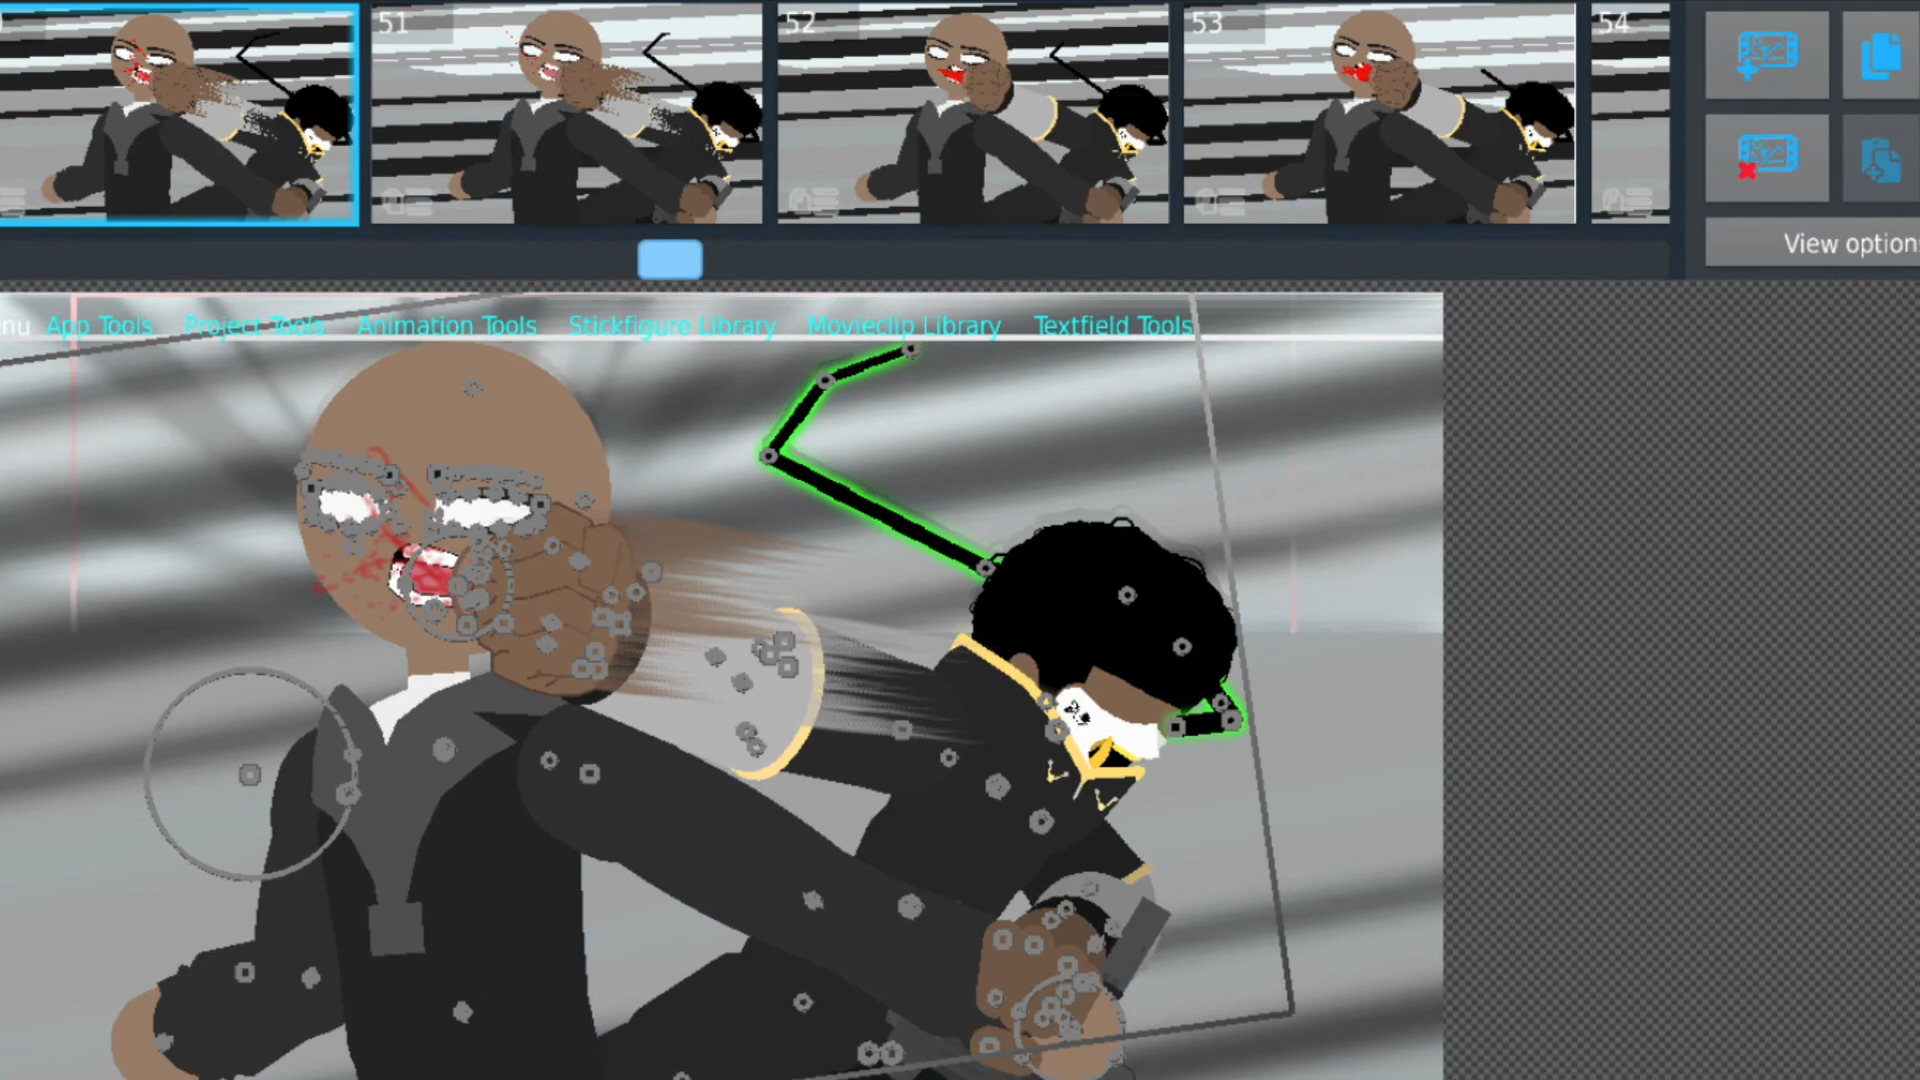 51
52
53
54
View option
nu App Tools Project Tools Animation Tools Stickfigure Library Movieclip Library Textfield Tools